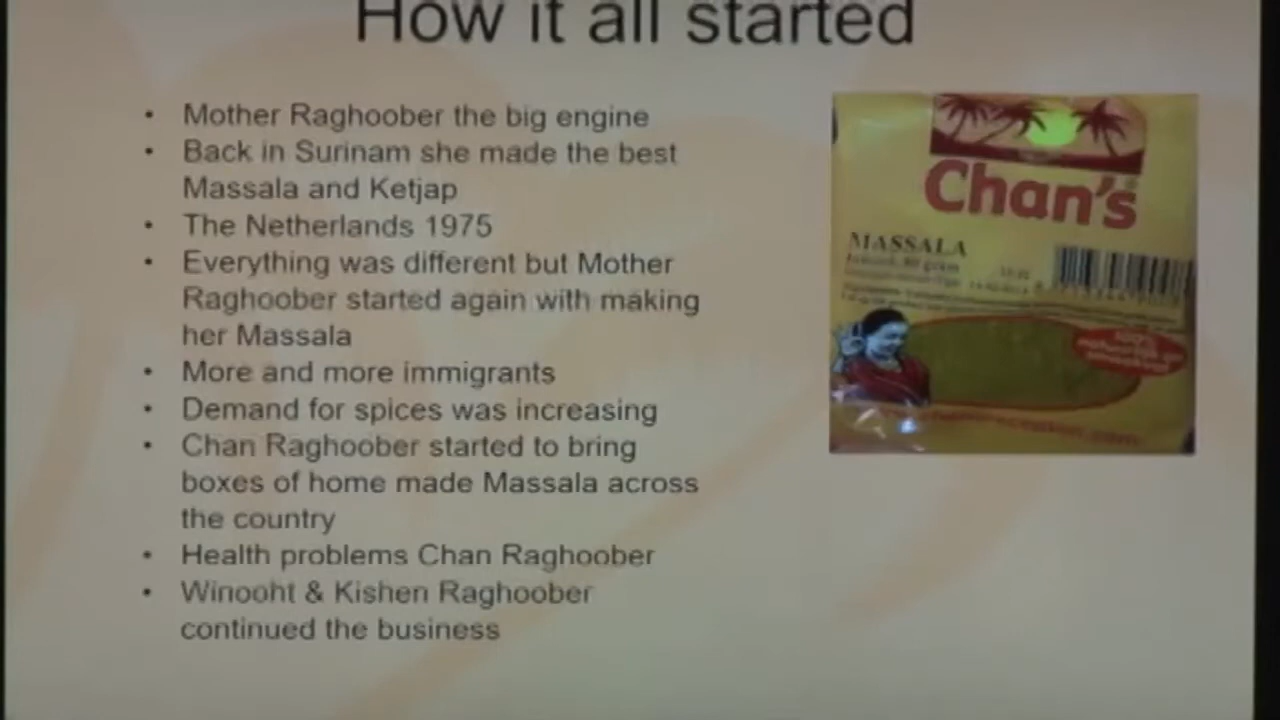 How it all started
• Mother Raghoober the big engine
• Back in Surinam she made the best
Massala and Ketjap
• The Netherlands 1975
• Everything was different but Mother
Raghoober started again with making
her Massala
• More and more immigrants
• Demand for spices was increasing
• Chan Raghoober started to bring
boxes of home made Massala across
the country
• Health problems Chan Raghoober
• Winooht & Kishen Raghoober
continued the business
Chan's
MASSALA